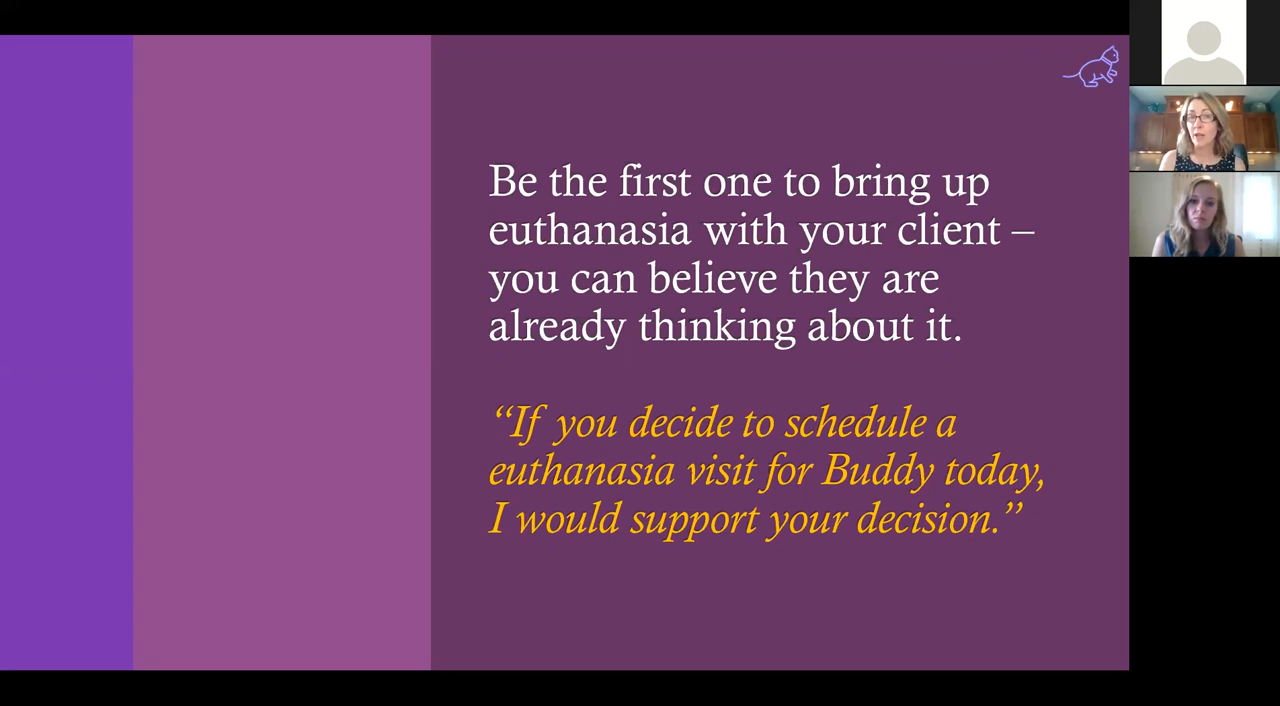 Be the first one to bring up
euthanasia with your client –
you can believe they are
already thinking about it.
“If you decide to schedule a
euthanasia visit for Buddy today,
I would support your decision.”